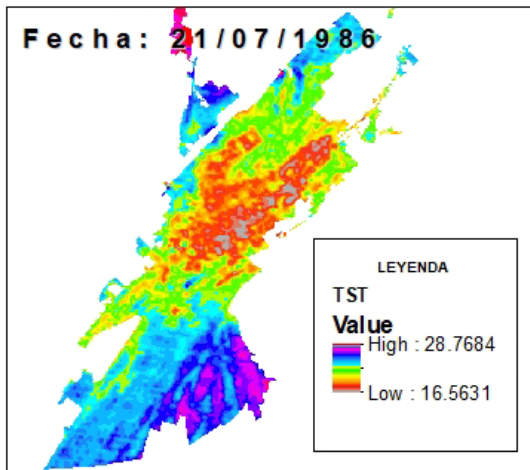 Fecha: 21/07/1986
LEYENDA
TST
Value
High : 28.7684
Low : 16.5631